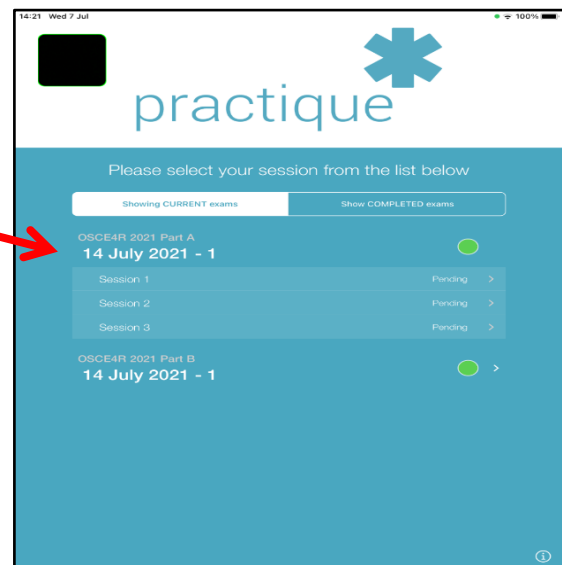 14:21 Wed 7 Jul 100%
practique
Please select your session from the list below
Showing CURRENT exams Show COMPLETED exams
OSCE4R 2021 Part A
14 July 2021 - 1
Session 1 Pending >
Session 2 Pending >
Session 3 Pending >
OSCE4R 2021 Part B
14 July 2021 - 1 >